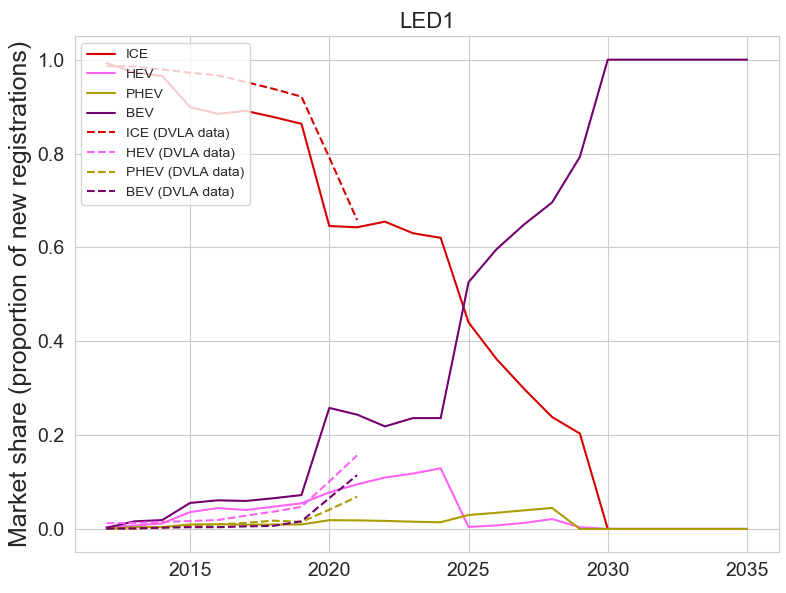 LED1
Market share (proportion of new registrations)
1.0
0.8
0.6
0.4
0.2
0.0
ICE
HEV
PHEV
BEV
ICE (DVLA data)
HEV (DVLA data)
PHEV (DVLA data)
BEV (DVLA data)
2015 2020 2025 2030 2035